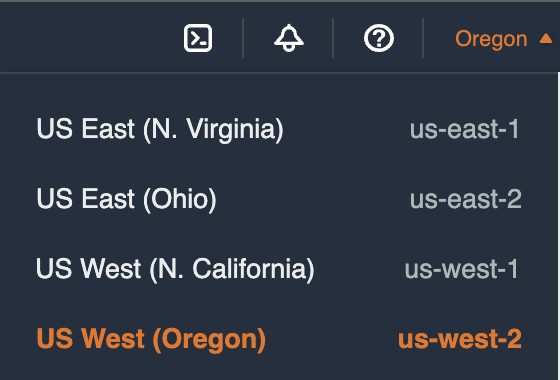 Oregon
US East (N. Virginia) us-east-1
US East (Ohio) us-east-2
US West (N. California) us-west-1
US West (Oregon) us-west-2